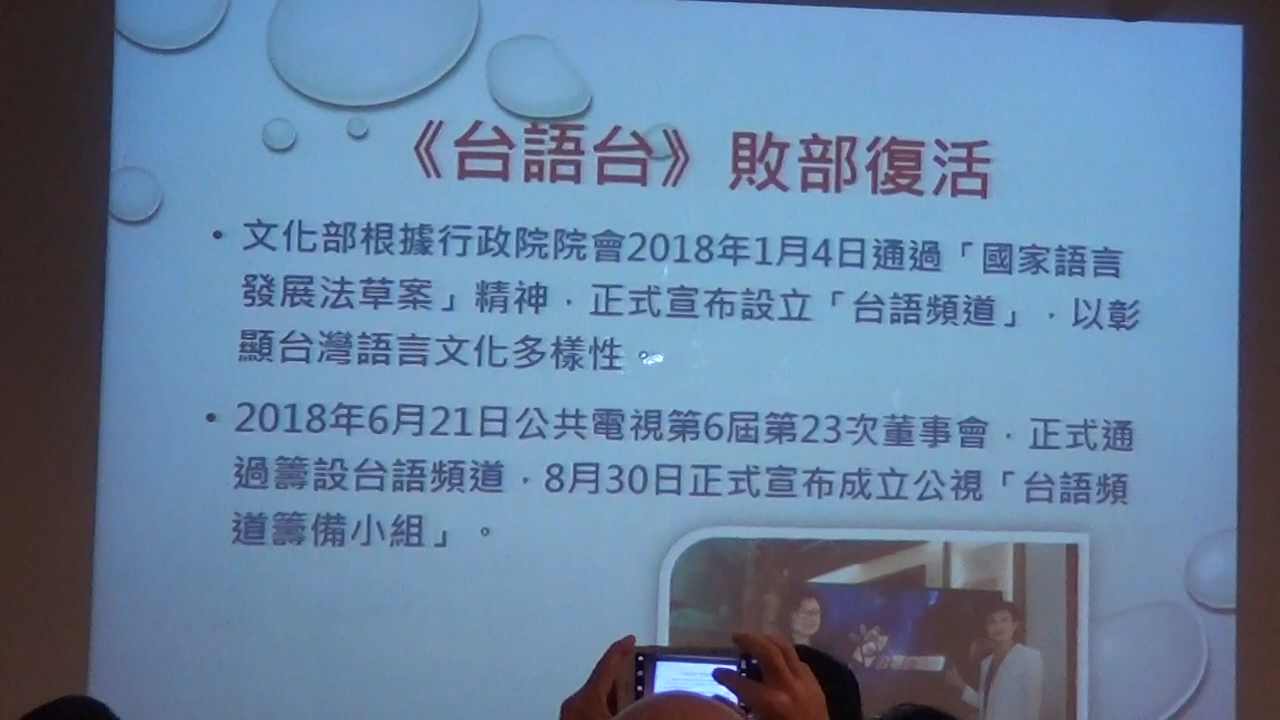 《台語台》敗部復活
• 文化部根據行政院院會2018年1月4日通過「國家語言
發展法草案」精神，正式宣布設立「台語頻道」，以彰
顯台灣語言文化多樣性。
• 2018年6月21日公共電視第6屆第23次董事會，正式通
過籌設台語頻道，8月30日正式宣布成立公視「台語頻
道籌備小組」。